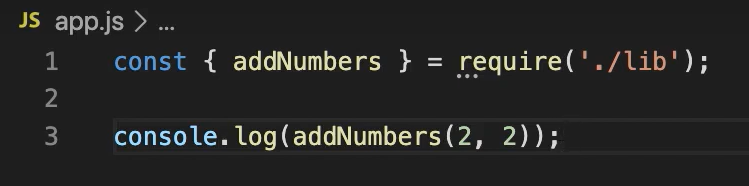 JS app.js > ...
1 const { addNumbers } = require('./lib');
2
3 console.log(addNumbers(2, 2));